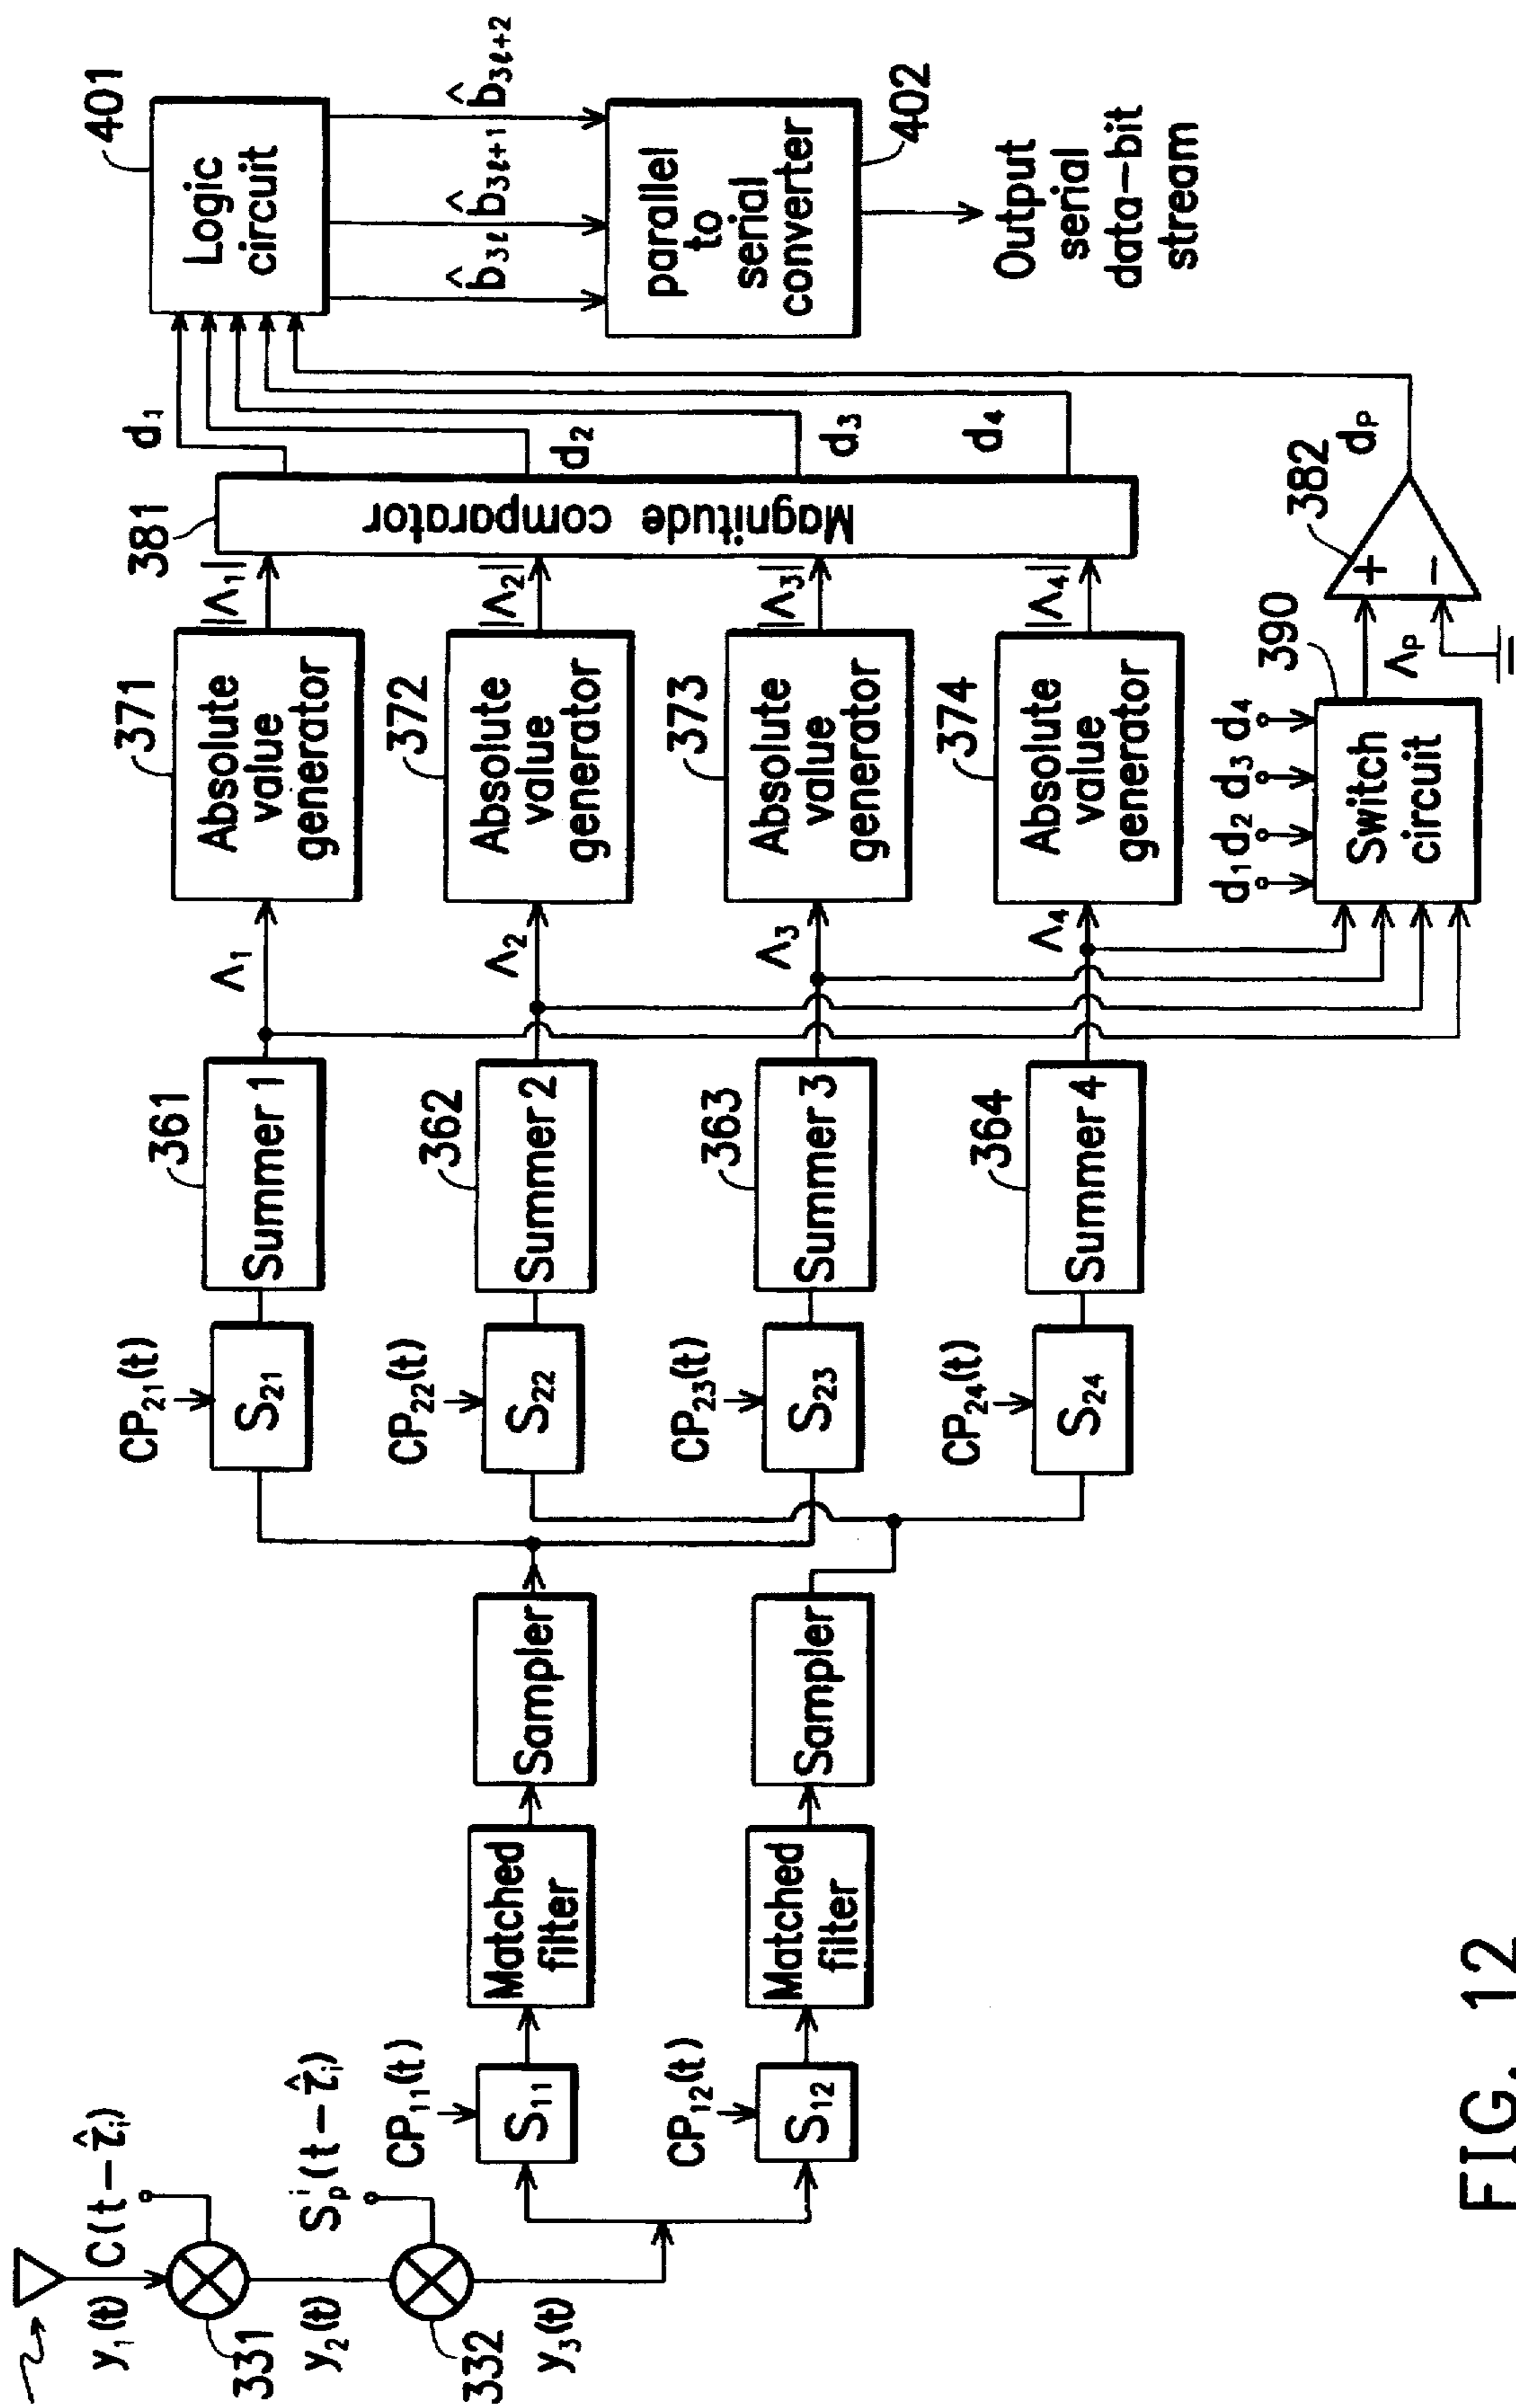 y₁(t)
C(t-τ̂ᵢ)
331
y₂(t)
Sₚⁱ(t-τ̂ᵢ)
332
y₃(t)
CP₁₁(t)
S₁₁
CP₁₂(t)
S₁₂
Matched
filter
Matched
filter
Sampler
Sampler
CP₂₁(t)
S₂₁
CP₂₂(t)
S₂₂
CP₂₃(t)
S₂₃
CP₂₄(t)
S₂₄
361
Summer 1
362
Summer 2
363
Summer 3
364
Summer 4
Λ₁
Λ₂
Λ₃
Λ₄
371
Absolute
value
generator
372
Absolute
value
generator
373
Absolute
value
generator
374
Absolute
value
generator
|Λ₁|
|Λ₂|
|Λ₃|
|Λ₄|
381
Magnitude comparator
d₁
d₂
d₃
d₄
d₁ d₂ d₃ d₄
390
Switch
circuit
Λₚ
382
+
−
dₚ
401
Logic
circuit
b̂₃ℓ
b̂₃ℓ₊₁
b̂₃ℓ₊₂
parallel
to
serial
converter
402
Output
serial
data-bit
stream
FIG. 12